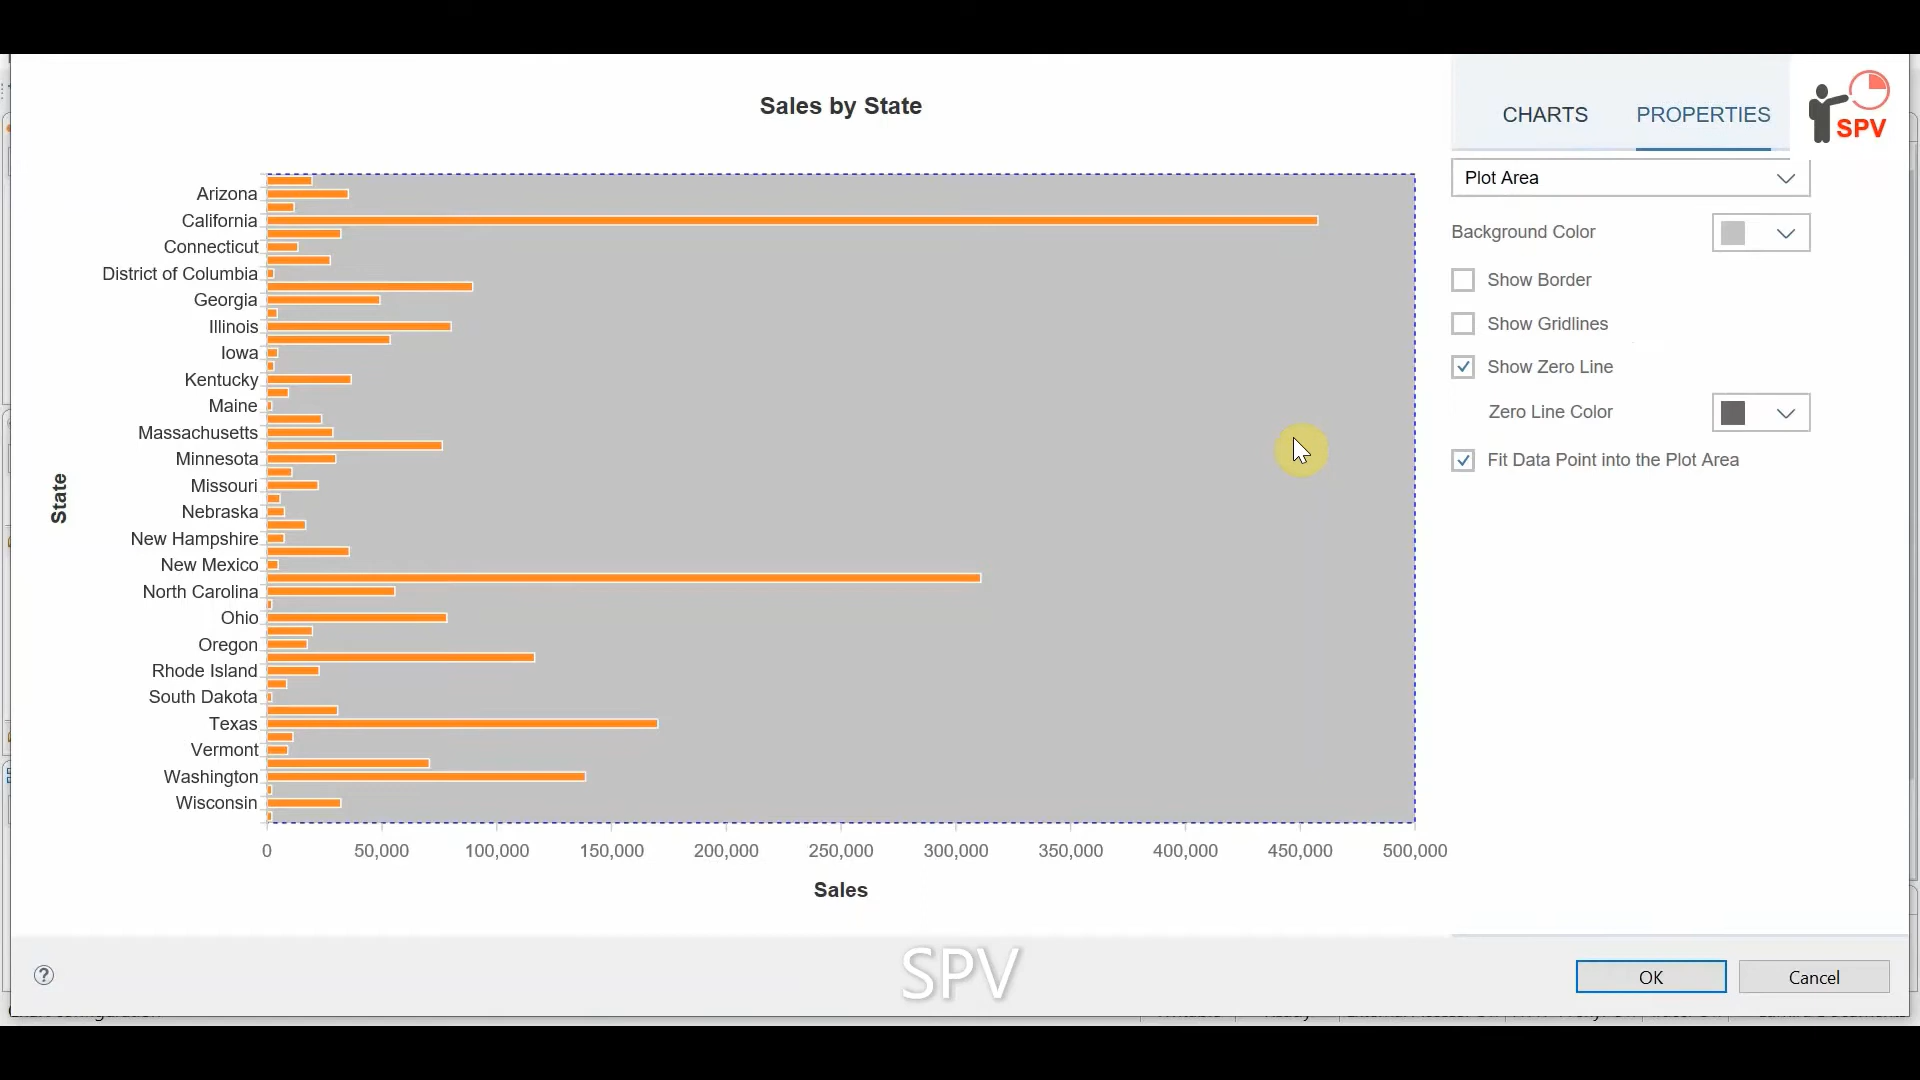 Sales by State
CHARTS
PROPERTIES
SPV
Plot Area
Background Color
Show Border
Show Gridlines
Show Zero Line
Zero Line Color
Fit Data Point into the Plot Area
State
Arizona
California
Connecticut
District of Columbia
Georgia
Illinois
Iowa
Kentucky
Maine
Massachusetts
Minnesota
Missouri
Nebraska
New Hampshire
New Mexico
North Carolina
Ohio
Oregon
Rhode Island
South Dakota
Texas
Vermont
Washington
Wisconsin
0 50,000 100,000 150,000 200,000 250,000 300,000 350,000 400,000 450,000 500,000
Sales
?
SPV
OK
Cancel